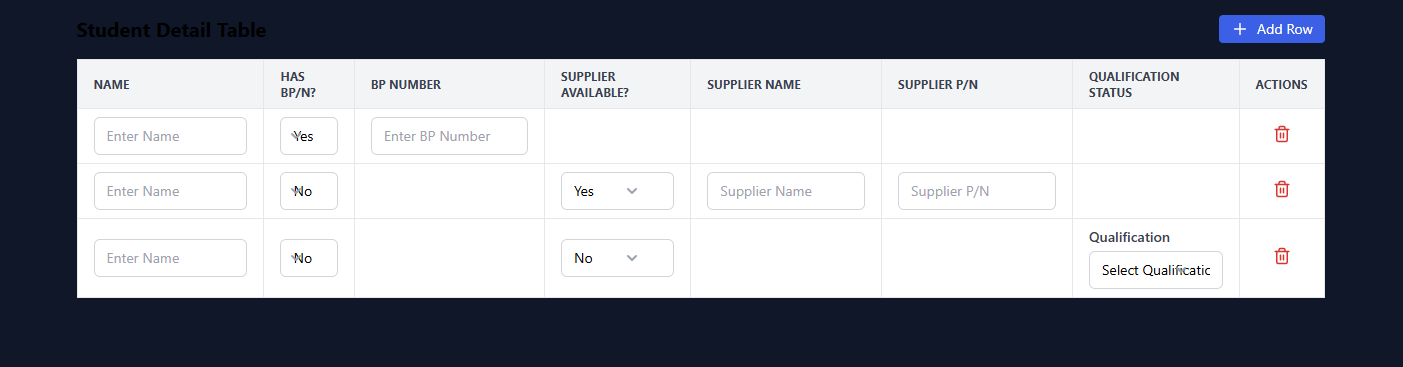 Student Detail Table
Add Row
NAME
HAS
BP/N?
BP NUMBER
SUPPLIER
AVAILABLE?
SUPPLIER NAME
SUPPLIER P/N
QUALIFICATION
STATUS
ACTIONS
Enter Name
Yes
Enter BP Number
Enter Name
No
Yes
Supplier Name
Supplier P/N
Qualification
Enter Name
No
No
Select Qualificatic